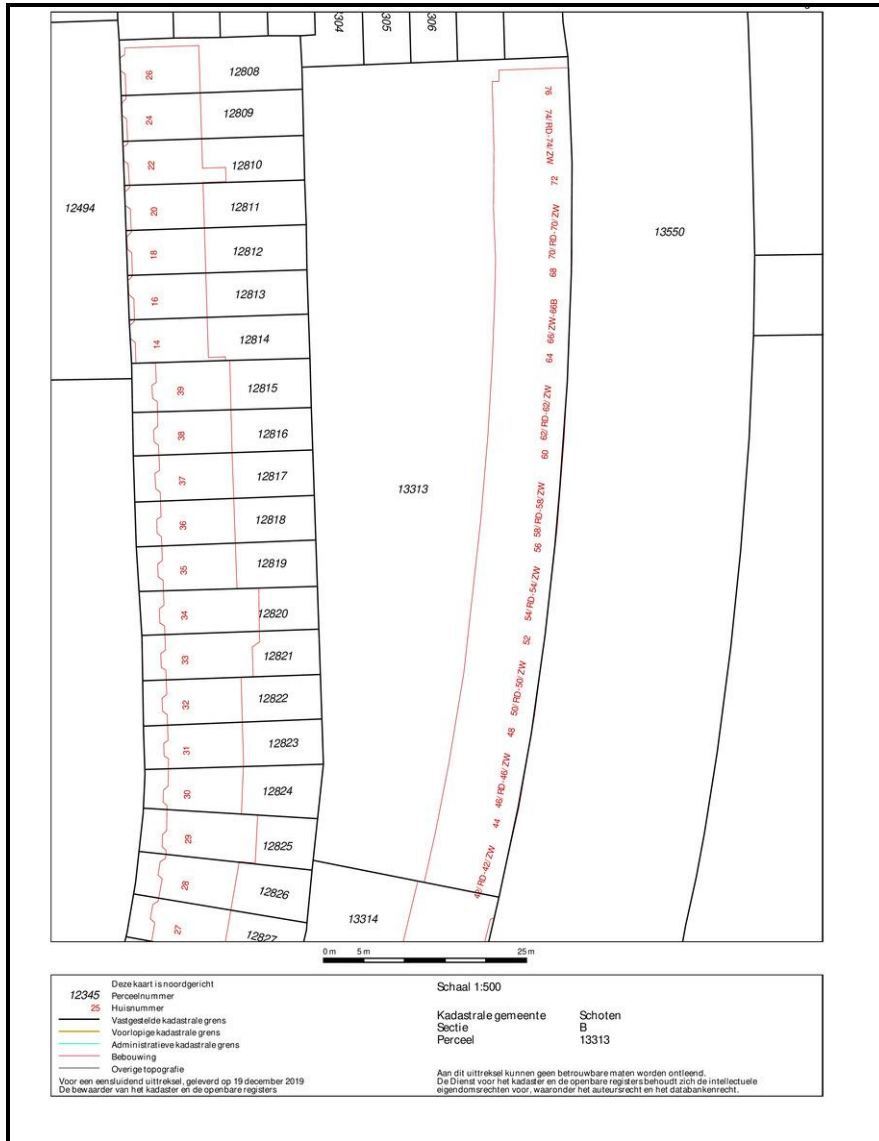 304
305
306
26
12808
24
12809
22
12810
20
12811
18
12812
16
12813
14
12814
39
12815
38
12816
37
12817
36
12818
35
12819
34
12820
33
12821
32
12822
31
12823
30
12824
29
12825
28
12826
27
12827
12494
13313
13314
13550
76
74/RD-74/ZW
72
70/RD-70/ZW
68
66/ZW-66B
64
62/RD-62/ZW
60
58/RD-58/ZW
56
54/RD-54/ZW
52
50/RD-50/ZW
48
46/RD-46/ZW
44
42/RD-42/ZW
0 m 5 m 25 m
Deze kaart is noordgericht
12345 Perceelnummer
25 Huisnummer
Vastgestelde kadastrale grens
Voorlopige kadastrale grens
Administratieve kadastrale grens
Bebouwing
Overige topografie
Voor een eensluidend uittreksel, geleverd op 19 december 2019
De bewaarder van het kadaster en de openbare registers
Schaal 1:500
Kadastrale gemeente Schoten
Sectie B
Perceel 13313
Aan dit uittreksel kunnen geen betrouwbare maten worden ontleend.
De Dienst voor het kadaster en de openbare registers behoudt zich de intellectuele
eigendomsrechten voor, waaronder het auteursrecht en het databankenrecht.